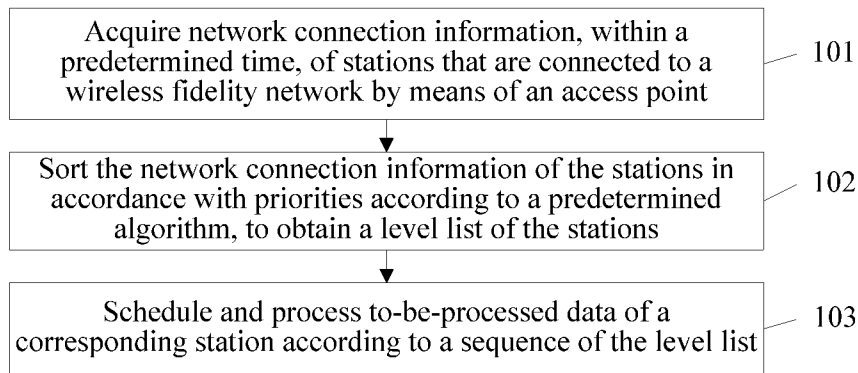 Acquire network connection information, within a
predetermined time, of stations that are connected to a
wireless fidelity network by means of an access point
101
Sort the network connection information of the stations in
accordance with priorities according to a predetermined
algorithm, to obtain a level list of the stations
102
Schedule and process to-be-processed data of a
corresponding station according to a sequence of the level list
103